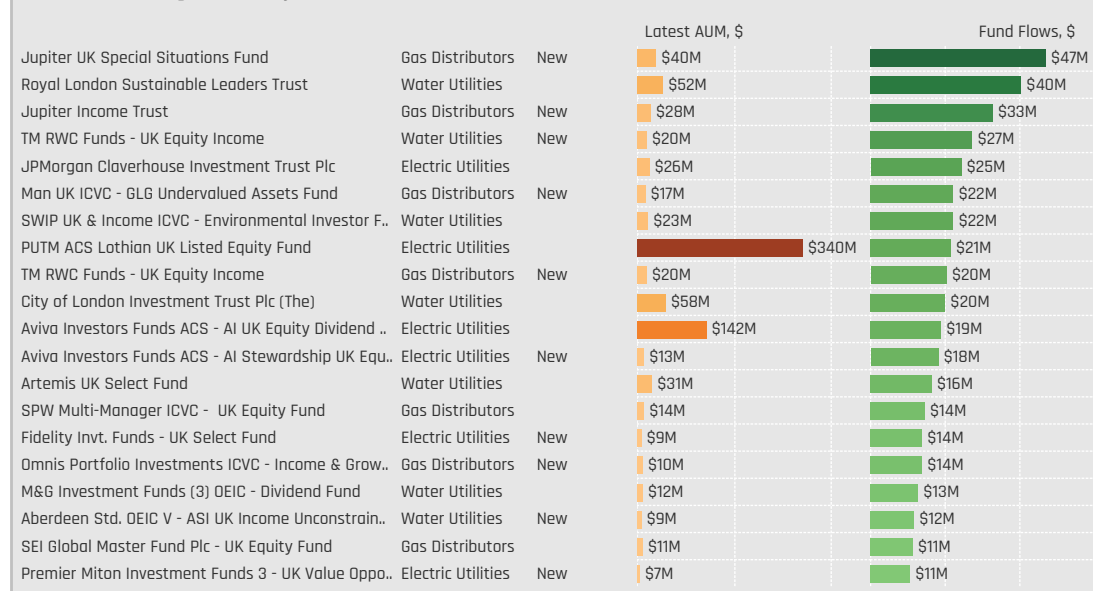 Latest AUM, $ Fund Flows, $
Jupiter UK Special Situations Fund Gas Distributors New $40M $47M
Royal London Sustainable Leaders Trust Water Utilities $52M $40M
Jupiter Income Trust Gas Distributors New $28M $33M
TM RWC Funds - UK Equity Income Water Utilities New $20M $27M
JPMorgan Claverhouse Investment Trust Plc Electric Utilities $26M $25M
Man UK ICVC - GLG Undervalued Assets Fund Gas Distributors New $17M $22M
SWIP UK & Income ICVC - Environmental Investor F.. Water Utilities $23M $22M
PUTM ACS Lothian UK Listed Equity Fund Electric Utilities $340M $21M
TM RWC Funds - UK Equity Income Gas Distributors New $20M $20M
City of London Investment Trust Plc (The) Water Utilities $58M $20M
Aviva Investors Funds ACS - AI UK Equity Dividend .. Electric Utilities $142M $19M
Aviva Investors Funds ACS - AI Stewardship UK Equ.. Electric Utilities New $13M $18M
Artemis UK Select Fund Water Utilities $31M $16M
SPW Multi-Manager ICVC -  UK Equity Fund Gas Distributors $14M $14M
Fidelity Invt. Funds - UK Select Fund Electric Utilities New $9M $14M
Omnis Portfolio Investments ICVC - Income & Grow.. Gas Distributors New $10M $14M
M&G Investment Funds (3) OEIC - Dividend Fund Water Utilities $12M $13M
Aberdeen Std. OEIC V - ASI UK Income Unconstrain.. Water Utilities New $9M $12M
SEI Global Master Fund Plc - UK Equity Fund Gas Distributors $11M $11M
Premier Miton Investment Funds 3 - UK Value Oppo.. Electric Utilities New $7M $11M